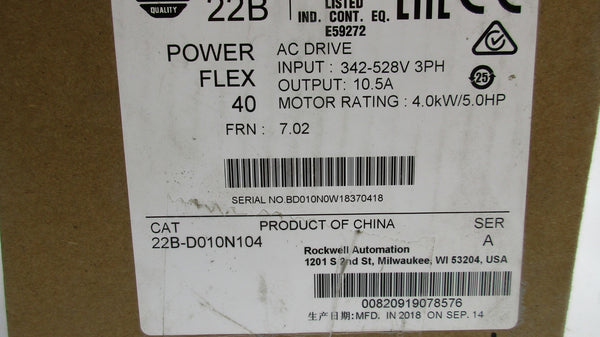 QUALITY
22B
LISTED
IND. CONT. EQ.
E59272
POWER
FLEX
40
AC DRIVE
INPUT : 342-528V 3PH
OUTPUT: 10.5A
MOTOR RATING : 4.0kW/5.0HP
25
FRN : 7.02
SERIAL NO.BD010N0W18370418
CAT
PRODUCT OF CHINA
SER
22B-D010N104
A
Rockwell Automation
1201 S 2nd St, Milwaukee, WI 53204, USA
00820919078576
生产日期:MFD. IN 2018 ON SEP. 14